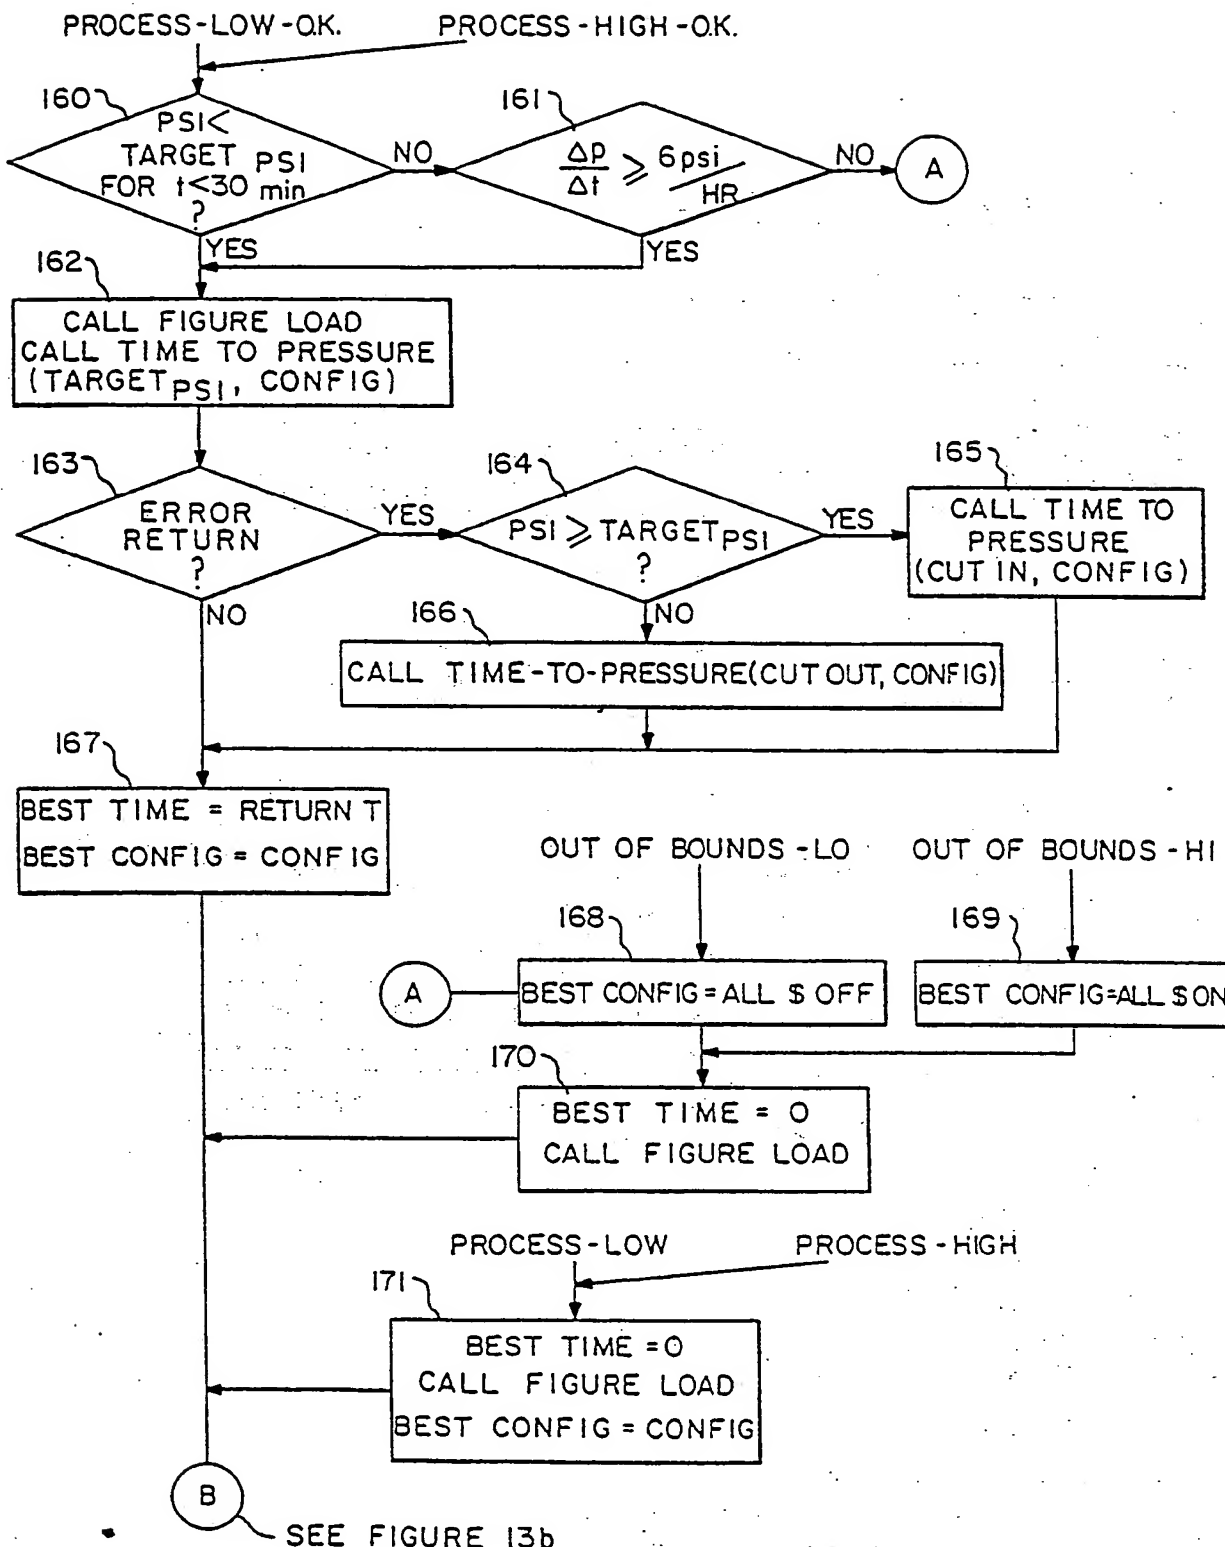 PROCESS-LOW-O.K. PROCESS-HIGH-O.K.
160
PSI<
TARGET PSI
FOR t<30 min
?
NO
161
Δp/Δt ⩾ 6psi/HR
NO
A
YES
YES
162
CALL FIGURE LOAD
CALL TIME TO PRESSURE
(TARGET PSI, CONFIG)
163
ERROR
RETURN
?
YES
164
PSI ⩾ TARGET PSI
?
YES
165
CALL TIME TO
PRESSURE
(CUT IN, CONFIG)
NO
NO
166
CALL TIME-TO-PRESSURE(CUT OUT, CONFIG)
167
BEST TIME = RETURN T
BEST CONFIG = CONFIG
OUT OF BOUNDS-LO
OUT OF BOUNDS-HI
168
169
A
BEST CONFIG=ALL $ OFF
BEST CONFIG=ALL $ ON
170
BEST TIME = 0
CALL FIGURE LOAD
PROCESS-LOW
PROCESS-HIGH
171
BEST TIME = 0
CALL FIGURE LOAD
BEST CONFIG = CONFIG
B
SEE FIGURE 13b